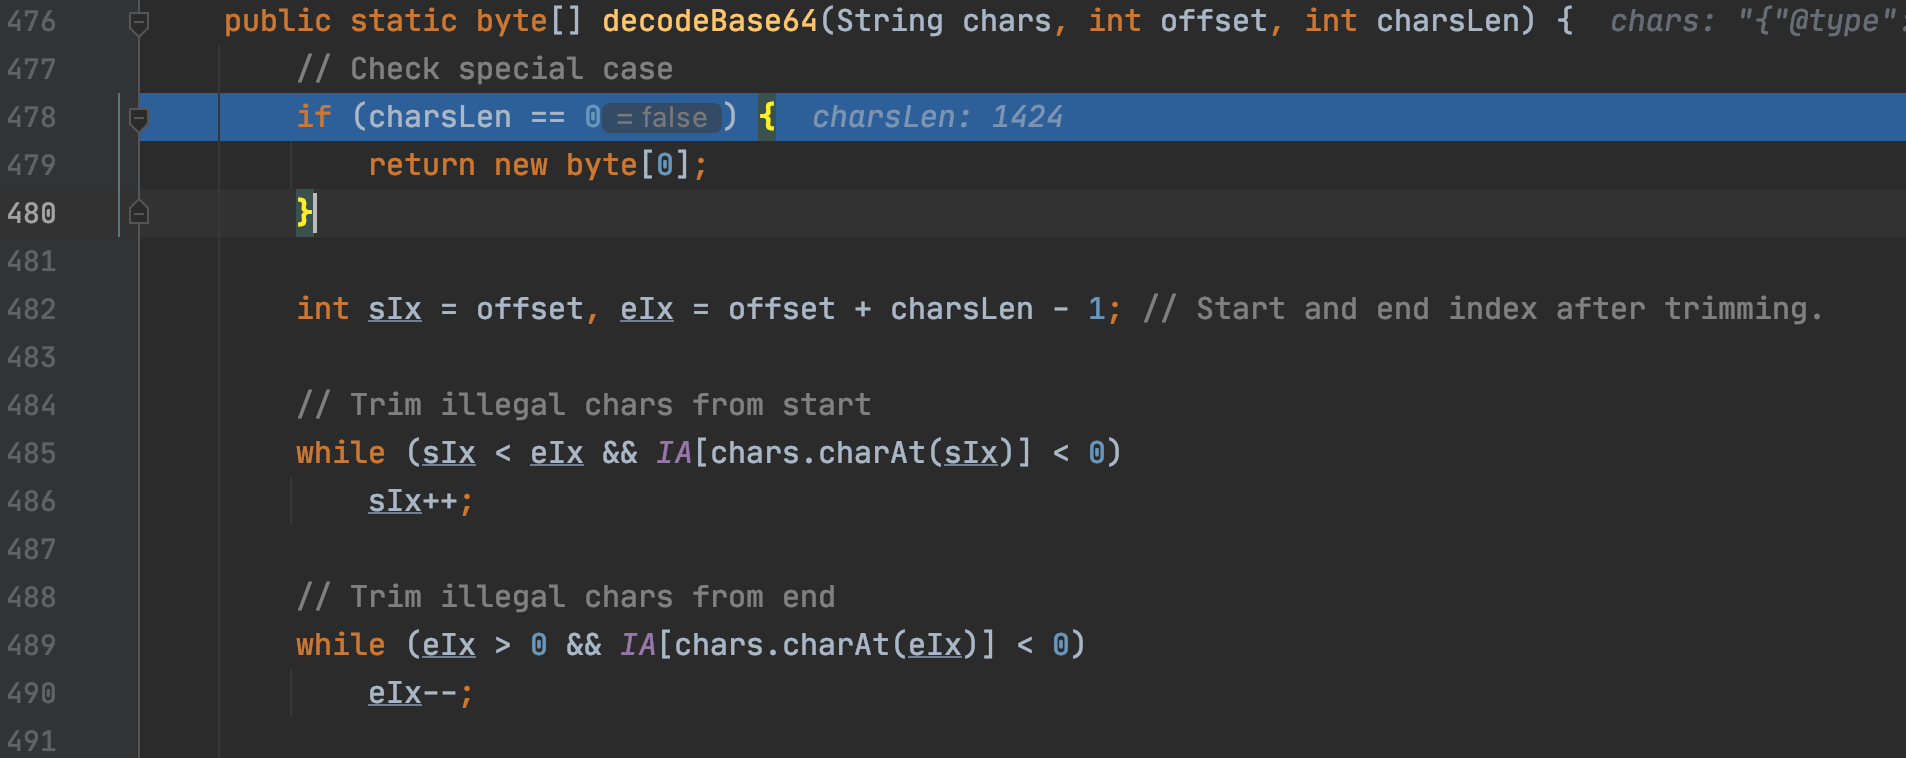 476 public static byte[] decodeBase64(String chars, int offset, int charsLen) { chars: "{"@type":
477 // Check special case
478 if (charsLen == 0 = false ) { charsLen: 1424
479 return new byte[0];
480 }
481
482 int sIx = offset, eIx = offset + charsLen - 1; // Start and end index after trimming.
483
484 // Trim illegal chars from start
485 while (sIx < eIx && IA[chars.charAt(sIx)] < 0)
486 sIx++;
487
488 // Trim illegal chars from end
489 while (eIx > 0 && IA[chars.charAt(eIx)] < 0)
490 eIx--;
491